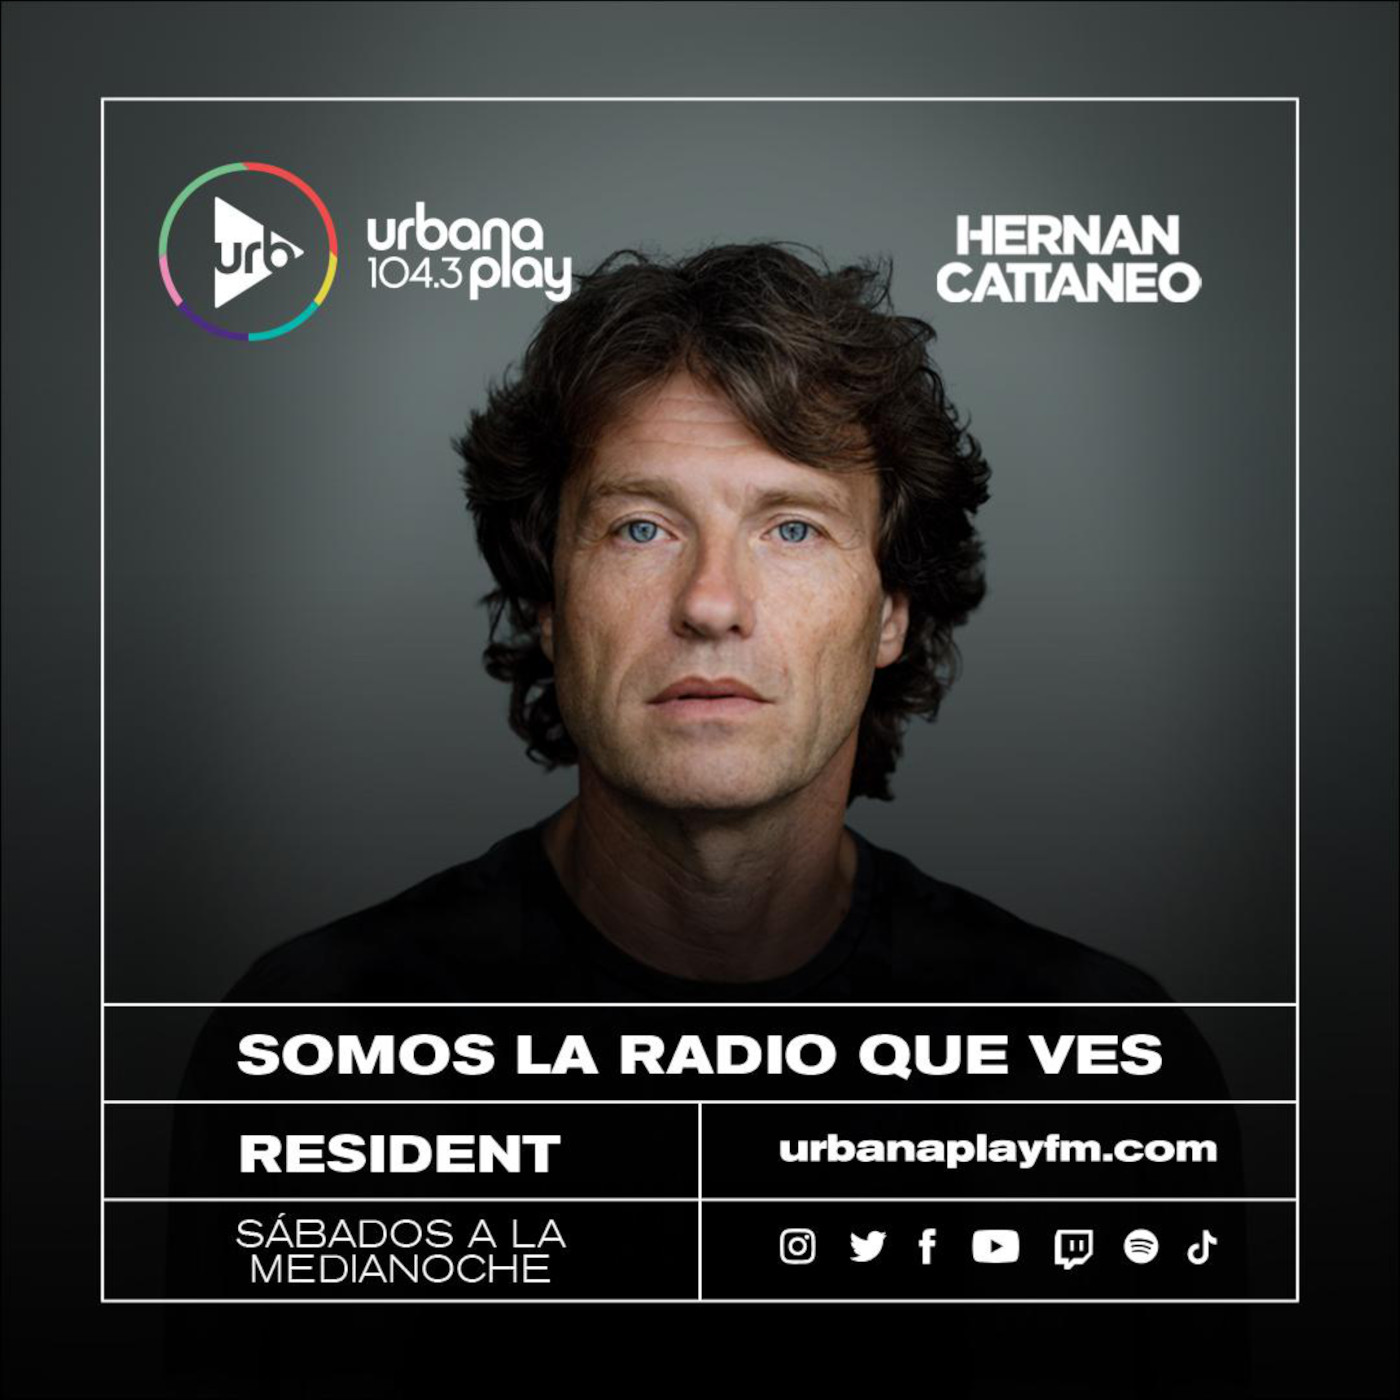 urb
urbana
104.3 play
HERNAN
CATTANEO
SOMOS LA RADIO QUE VES
RESIDENT
urbanaplayfm.com
SÁBADOS A LA
MEDIANOCHE